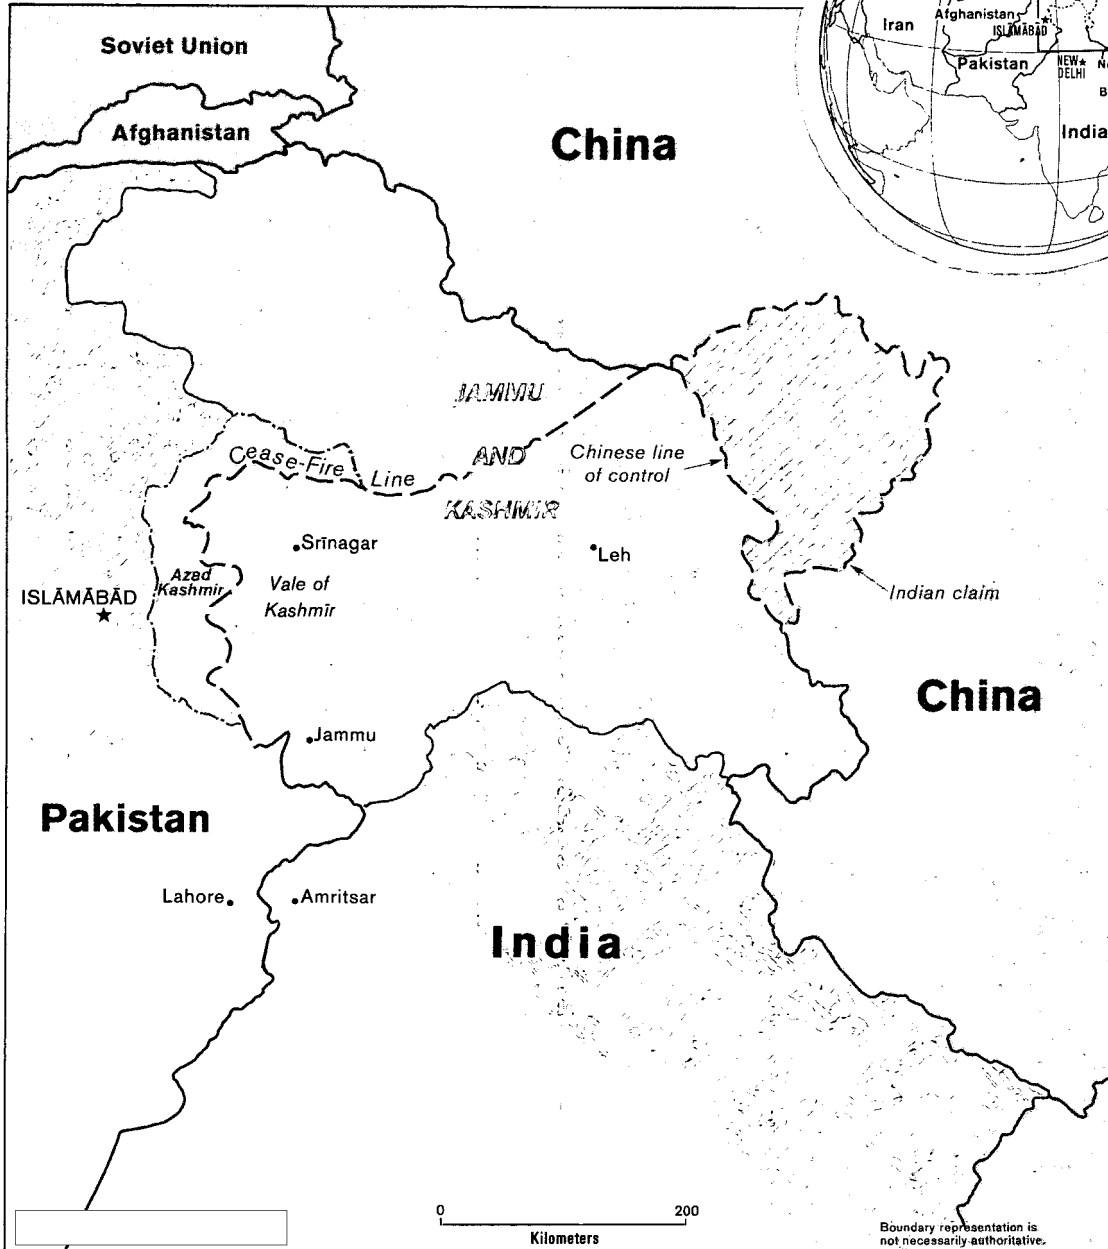 Soviet Union
Afghanistan
China
Iran
Afghanistan
ISLĀMĀBĀD
Pakistan
NEW
DELHI
India
JAMMU
AND
KASHMIR
Cease-Fire Line
Chinese line
of control
Srīnagar
Leh
Azad
Kashmir
Vale of
Kashmīr
ISLĀMĀBĀD
Indian claim
China
Jammu
Pakistan
Lahore
Amritsar
India
0 200
Kilometers
Boundary representation is
not necessarily authoritative.